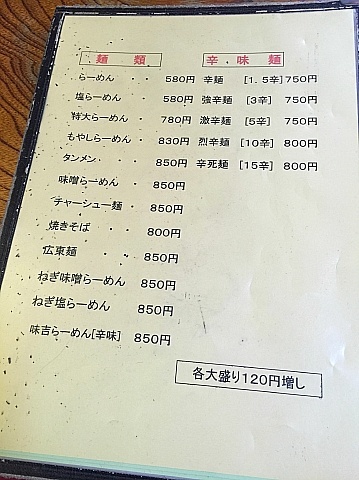 麺類
らーめん ・・ 580円
塩らーめん ・ 580円
特大らーめん ・ 780円
もやしらーめん ・ 830円
タンメン ・・・ 850円
味噌らーめん ・ 850円
チャーシュー麺 ・ 850円
焼きそば ・・ 800円
広東麺 ・・ 850円
ねぎ味噌らーめん 850円
ねぎ塩らーめん 850円
味吉らーめん[辛味] 850円
辛味麺
辛麺 [1.5辛]750円
強辛麺 [3辛] 750円
激辛麺 [5辛] 750円
烈辛麺 [10辛] 800円
辛死麺 [15辛] 800円
各大盛り120円増し